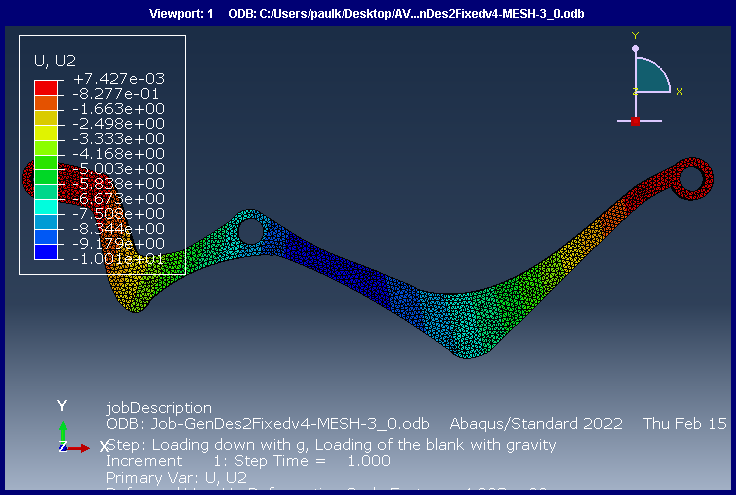 Viewport: 1 ODB: C:/Users/paulk/Desktop/AV...nDes2Fixedv4-MESH-3_0.odb
U, U2
+7.427e-03
-8.277e-01
-1.663e+00
-2.498e+00
-3.333e+00
-4.168e+00
-5.003e+00
-5.838e+00
-6.673e+00
-7.508e+00
-8.344e+00
-9.179e+00
-1.001e+01
Y
Z X
Y
Z X
jobDescription
ODB: Job-GenDes2Fixedv4-MESH-3_0.odb Abaqus/Standard 2022 Thu Feb 15
Step: Loading down with g, Loading of the blank with gravity
Increment 1: Step Time = 1.000
Primary Var: U, U2